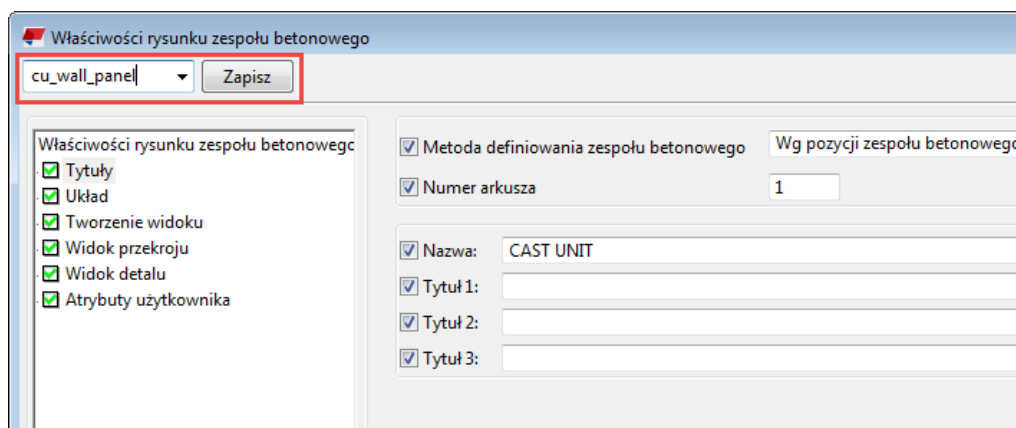 Właściwości rysunku zespołu betonowego
cu_wall_panel
Zapisz
Właściwości rysunku zespołu betonowego
Tytuły
Układ
Tworzenie widoku
Widok przekroju
Widok detalu
Atrybuty użytkownika
Metoda definiowania zespołu betonowego
Wg pozycji zespołu betonowego
Numer arkusza
1
Nazwa:
CAST UNIT
Tytuł 1:
Tytuł 2:
Tytuł 3: